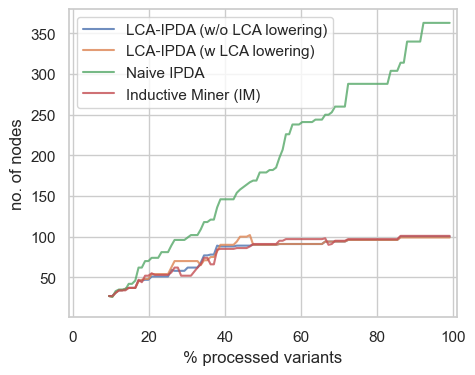 LCA-IPDA (w/o LCA lowering)
LCA-IPDA (w LCA lowering)
Naive IPDA
Inductive Miner (IM)
no. of nodes
350
300
250
200
150
100
50
0 20 40 60 80 100
% processed variants